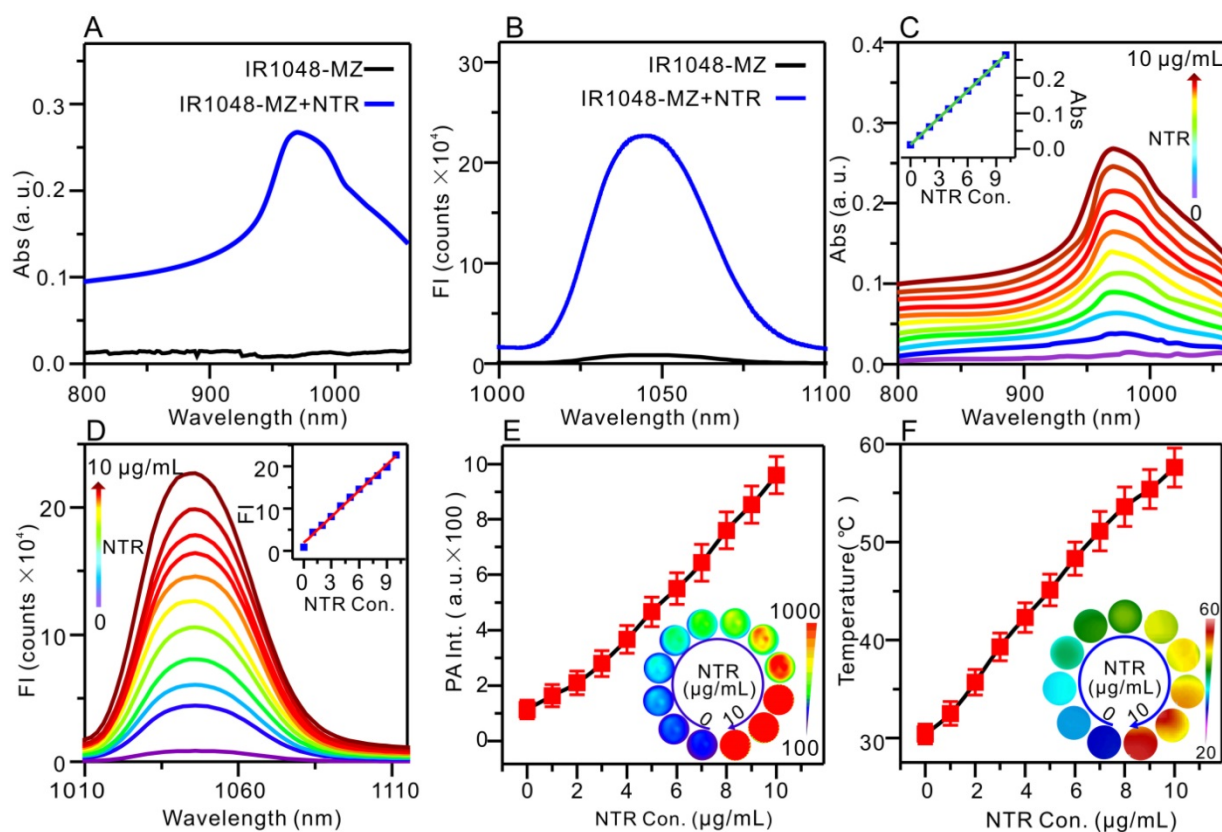 A
IR1048-MZ
IR1048-MZ+NTR
Abs (a. u.)
0.3
0.2
0.1
0.0
800
900
1000
Wavelength (nm)
B
IR1048-MZ
IR1048-MZ+NTR
FI (counts ×10⁴)
30
20
10
0
1000
1050
1100
Wavelength (nm)
C
10 μg/mL
NTR
0
Abs
0.2
0.1
0.0
0
3
6
9
NTR Con.
Abs (a. u.)
0.4
0.3
0.2
0.1
0.0
800
900
1000
Wavelength (nm)
D
10 μg/mL
NTR
0
FI
20
10
0
0
3
6
9
NTR Con.
FI (counts ×10⁴)
20
10
0
1010
1060
1110
Wavelength (nm)
E
PA Int. ( a.u. ×100)
10
8
6
4
2
0
0
2
4
6
8
10
NTR Con. (μg/mL)
NTR
(μg/mL)
0
10
1000
100
F
Temperature( °C)
60
50
40
30
0
2
4
6
8
10
NTR Con. (μg/mL)
NTR
(μg/mL)
0
10
60
20